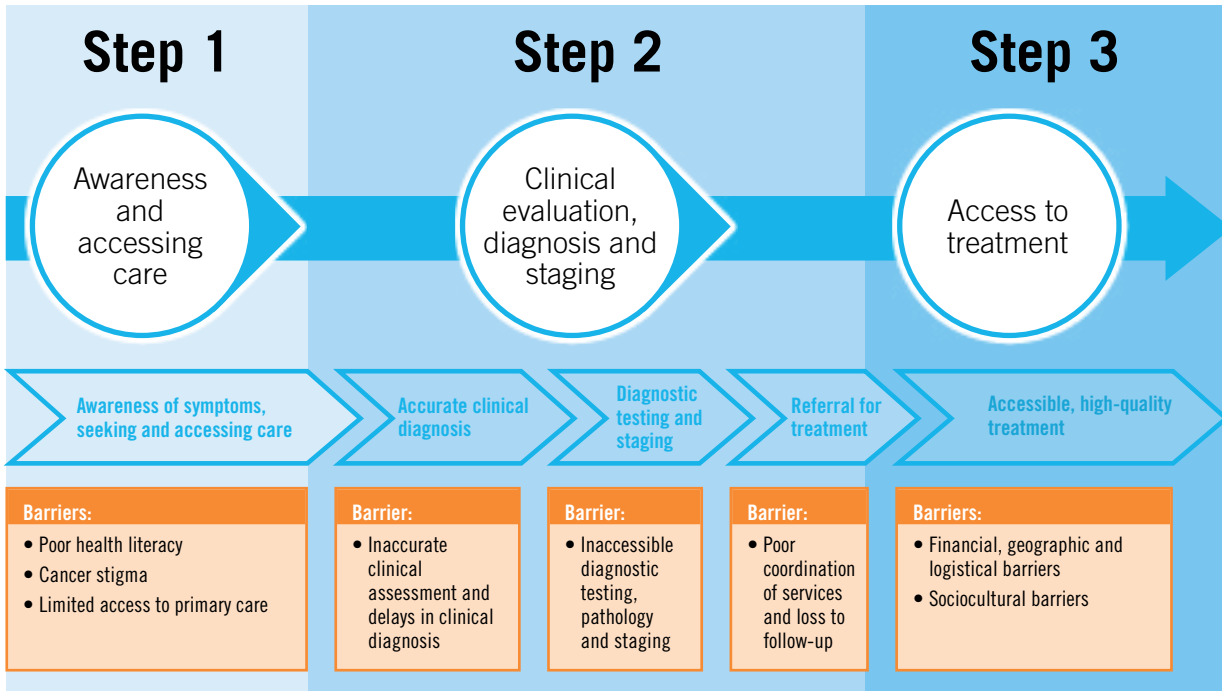 Step 1
Step 2
Step 3
Awareness
and
accessing
care
Clinical
evaluation,
diagnosis and
staging
Access to
treatment
Awareness of symptoms,
seeking and accessing care
Accurate clinical
diagnosis
Diagnostic
testing and
staging
Referral for
treatment
Accessible, high-quality
treatment
Barriers:
• Poor health literacy
• Cancer stigma
• Limited access to primary care
Barrier:
• Inaccurate
clinical
assessment and
delays in clinical
diagnosis
Barrier:
• Inaccessible
diagnostic
testing,
pathology
and staging
Barrier:
• Poor
coordination
of services
and loss to
follow-up
Barriers:
• Financial, geographic and
logistical barriers
• Sociocultural barriers